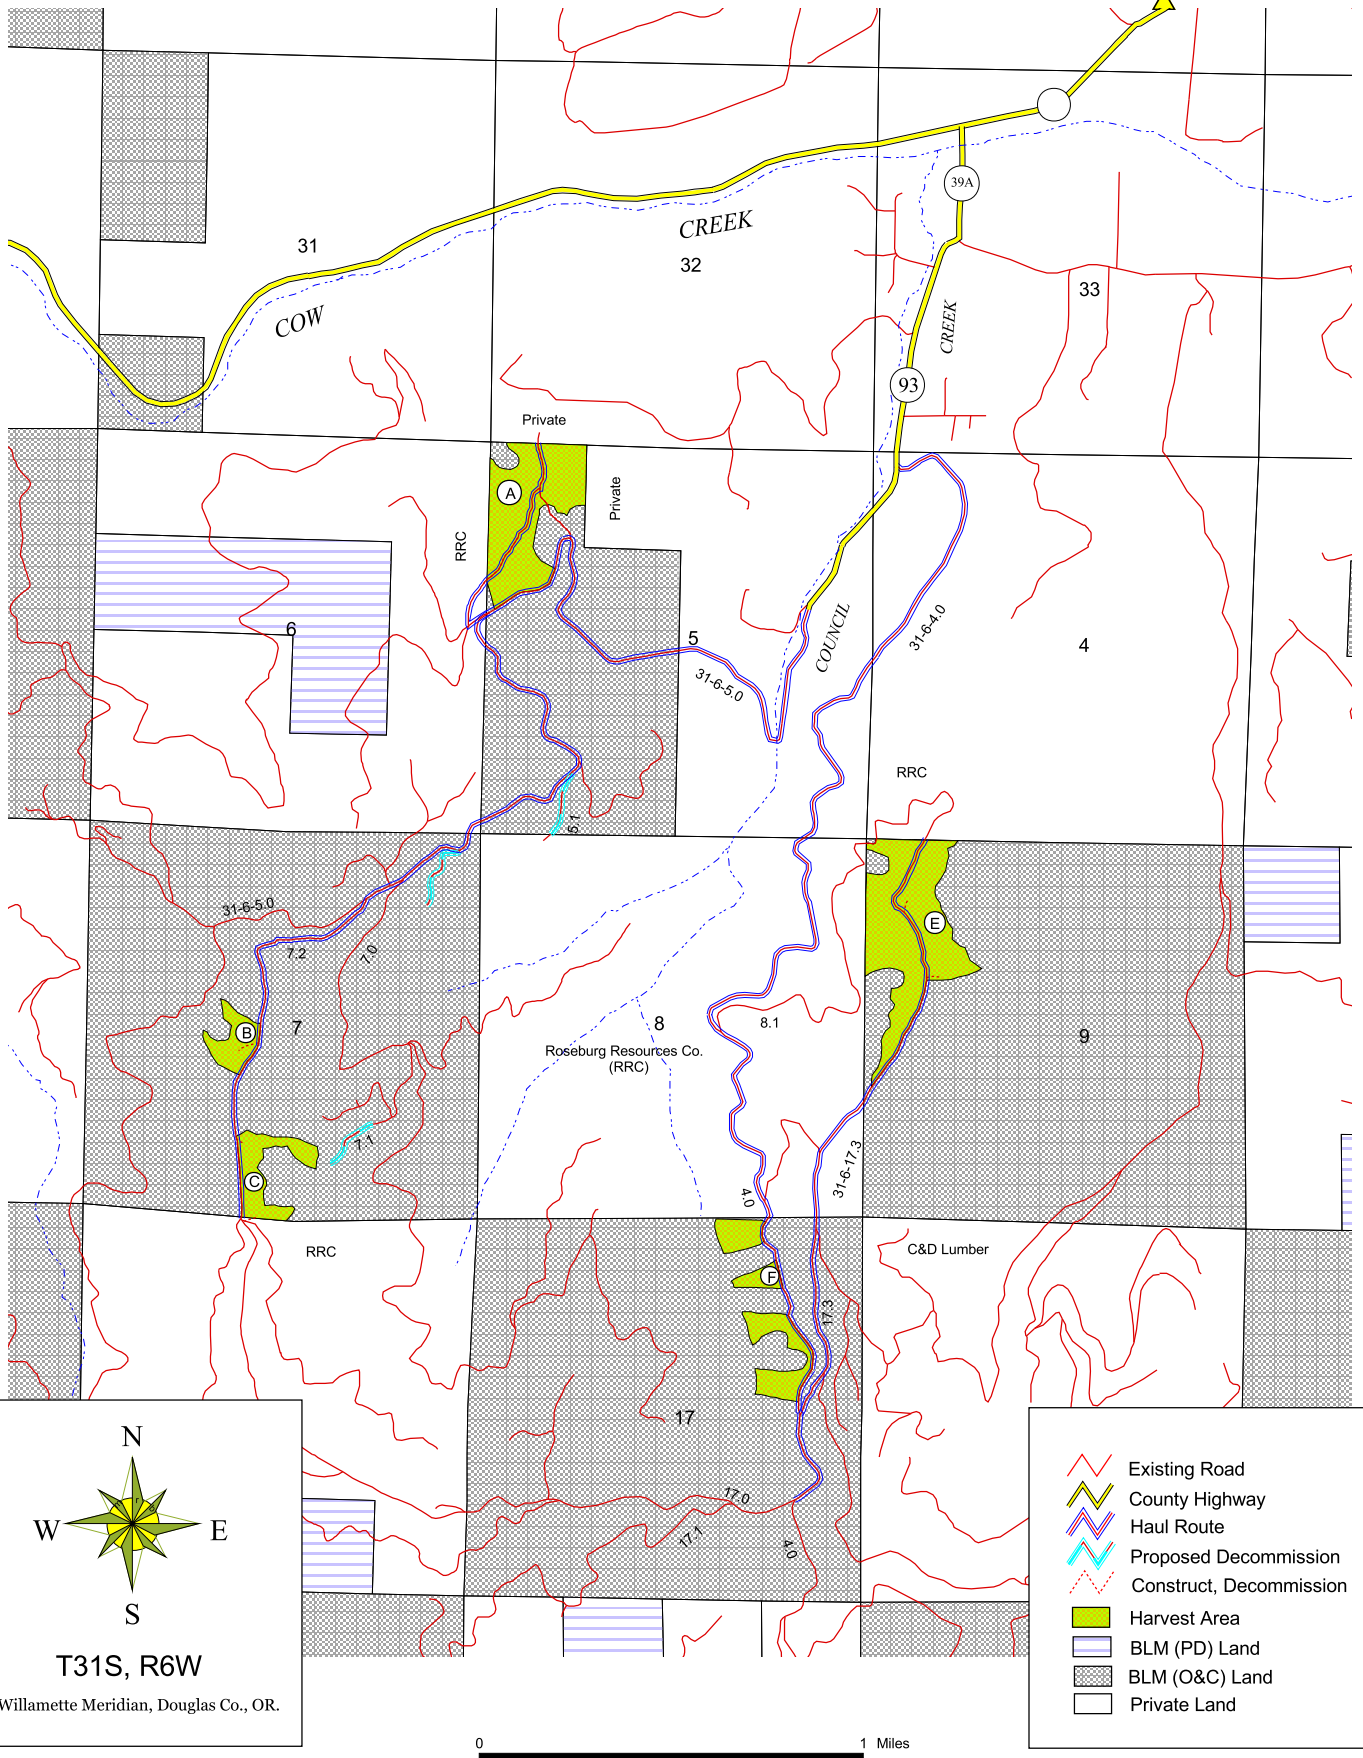 39A
CREEK
31
32
33
COW
CREEK
93
Private
A
Private
RRC
6
5
4
31-6-5.0
COUNCIL
31-6-4.0
RRC
5.1
31-6-5.0
7.2
7.0
E
B
7
8
8.1
9
Roseburg Resources Co.
(RRC)
7.1
C
4.0
31-6-17.3
RRC
C&D Lumber
F
17.3
17
17.0
17.1
4.0
N
W
E
S
T31S, R6W
Willamette Meridian, Douglas Co., OR.
Existing Road
County Highway
Haul Route
Proposed Decommission
Construct, Decommission
Harvest Area
BLM (PD) Land
BLM (O&C) Land
Private Land
0 1 Miles